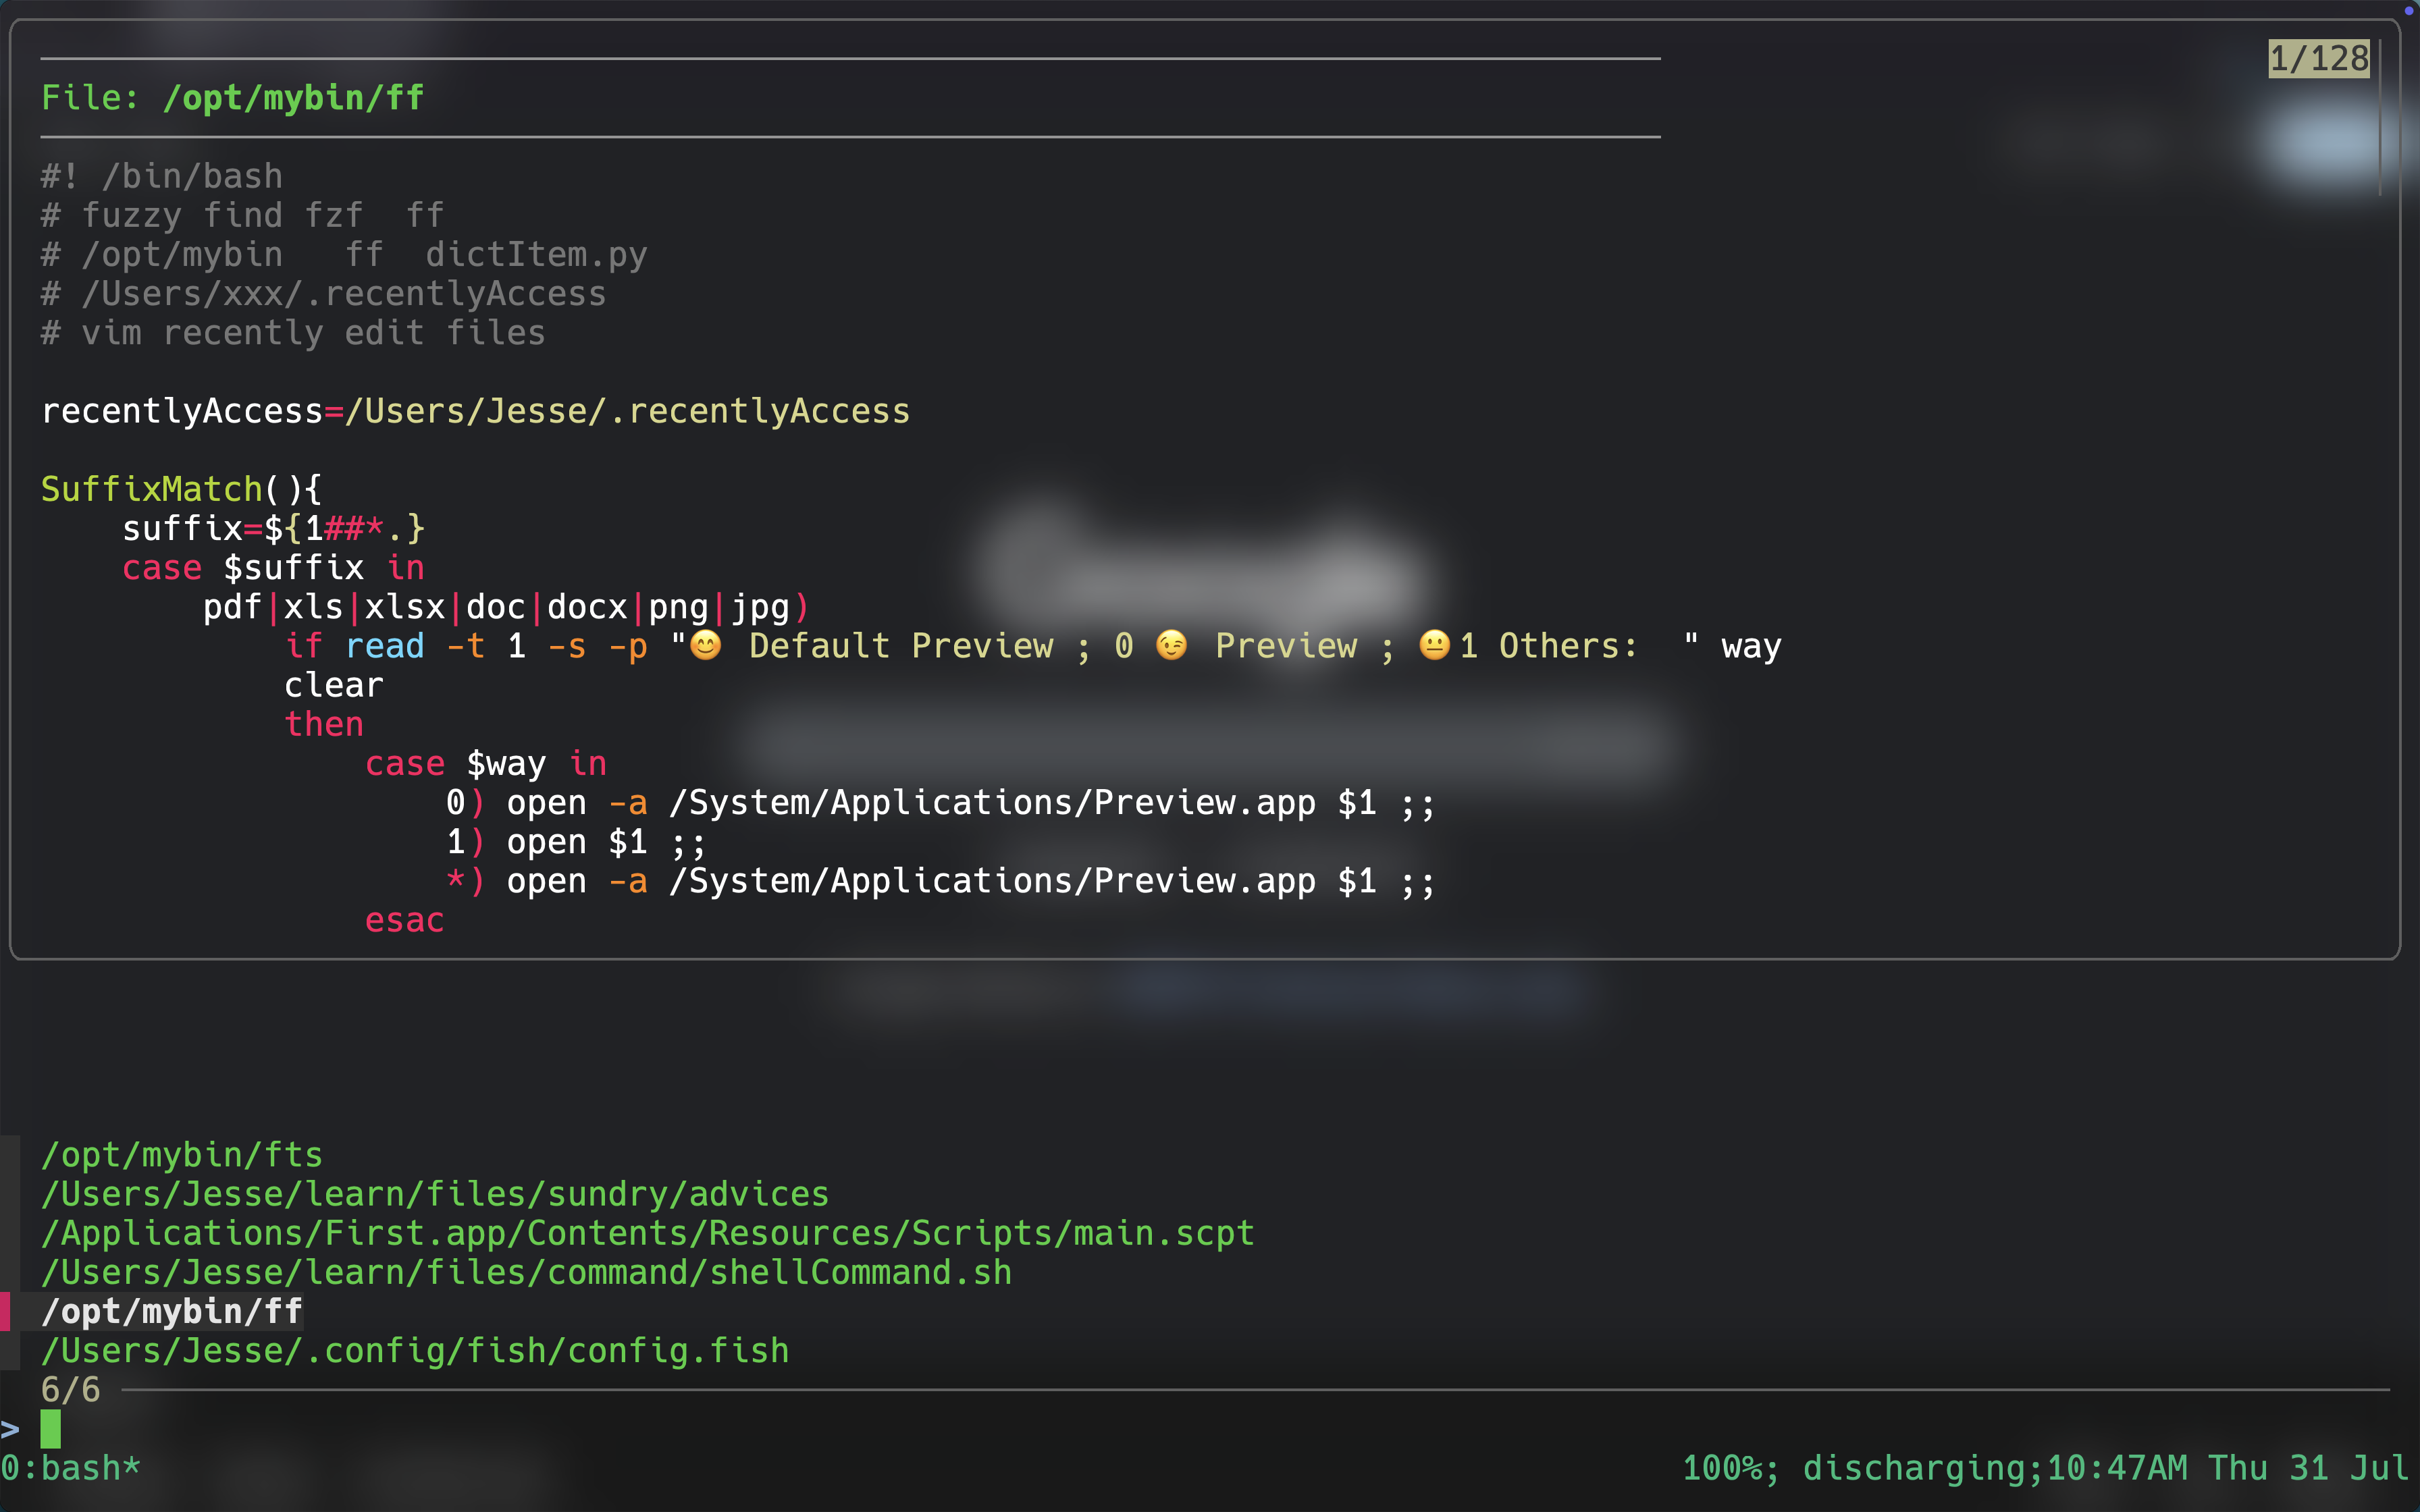 1/128
File: /opt/mybin/ff
#! /bin/bash
# fuzzy find fzf  ff
# /opt/mybin   ff  dictItem.py
# /Users/xxx/.recentlyAccess
# vim recently edit files
recentlyAccess=/Users/Jesse/.recentlyAccess
SuffixMatch(){
    suffix=${1##*.}
    case $suffix in
        pdf|xls|xlsx|doc|docx|png|jpg)
            if read -t 1 -s -p "😊 Default Preview ; 0 😉 Preview ; 😐1 Others:  " way
            clear
            then
                case $way in
                    0) open -a /System/Applications/Preview.app $1 ;;
                    1) open $1 ;;
                    *) open -a /System/Applications/Preview.app $1 ;;
                esac
/opt/mybin/fts
/Users/Jesse/learn/files/sundry/advices
/Applications/First.app/Contents/Resources/Scripts/main.scpt
/Users/Jesse/learn/files/command/shellCommand.sh
/opt/mybin/ff
/Users/Jesse/.config/fish/config.fish
6/6
>
0:bash*
100%; discharging;10:47AM Thu 31 Jul